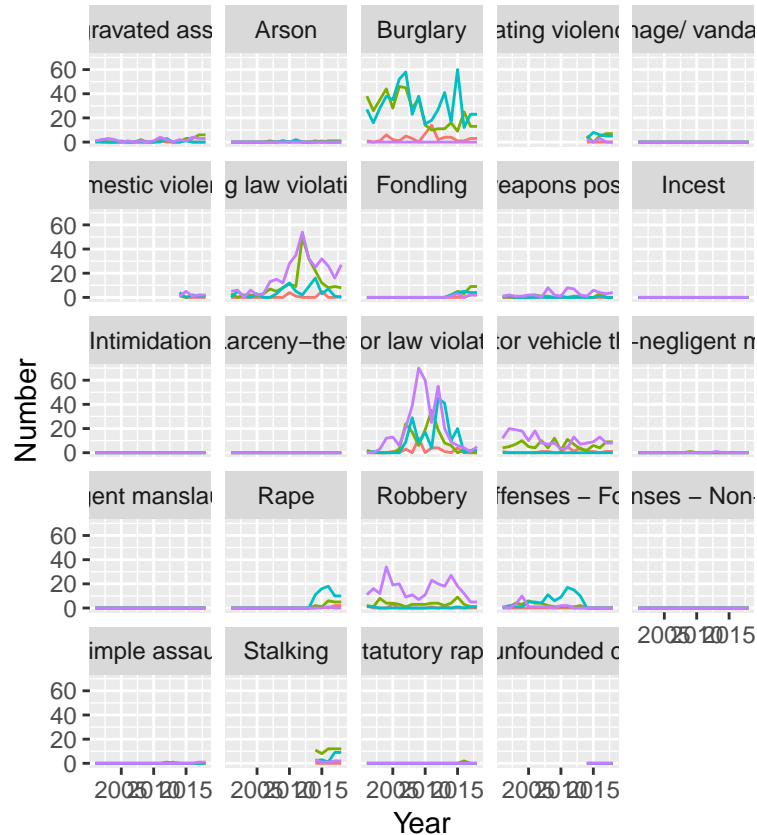 gravated ass Arson Burglary ating violenc nage/ vanda
60
40
20
0
mestic violen g law violati Fondling weapons pos Incest
60
40
20
0
Intimidation Larceny−the or law violat tor vehicle th −negligent m
60
40
20
0
gent manslau Rape Robbery ffenses − Fo nses − Non-
60
40
20
0
2005 2010 2015
imple assau Stalking tatutory rap unfounded c
60
40
20
0
2005 2010 2015 2005 2010 2015 2005 2010 2015 2005 2010 2015
Number
Year